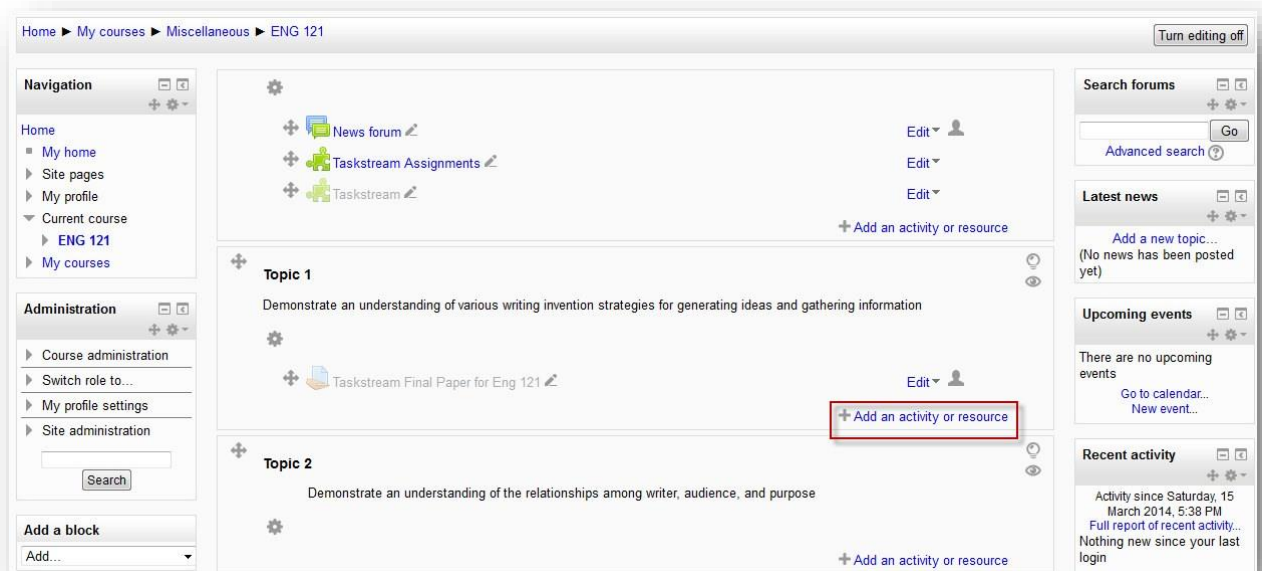 Home ► My courses ► Miscellaneous ► ENG 121
Turn editing off
Navigation
Home
My home
Site pages
My profile
Current course
ENG 121
My courses
Administration
Course administration
Switch role to...
My profile settings
Site administration
Search
Add a block
Add...
News forum
Edit
Taskstream Assignments
Edit
Taskstream
Edit
Add an activity or resource
Topic 1
Demonstrate an understanding of various writing invention strategies for generating ideas and gathering information
Taskstream Final Paper for Eng 121
Edit
Add an activity or resource
Topic 2
Demonstrate an understanding of the relationships among writer, audience, and purpose
Add an activity or resource
Search forums
Go
Advanced search ?
Latest news
Add a new topic...
(No news has been posted
yet)
Upcoming events
There are no upcoming
events
Go to calendar...
New event...
Recent activity
Activity since Saturday, 15
March 2014, 5:38 PM
Full report of recent activity...
Nothing new since your last
login